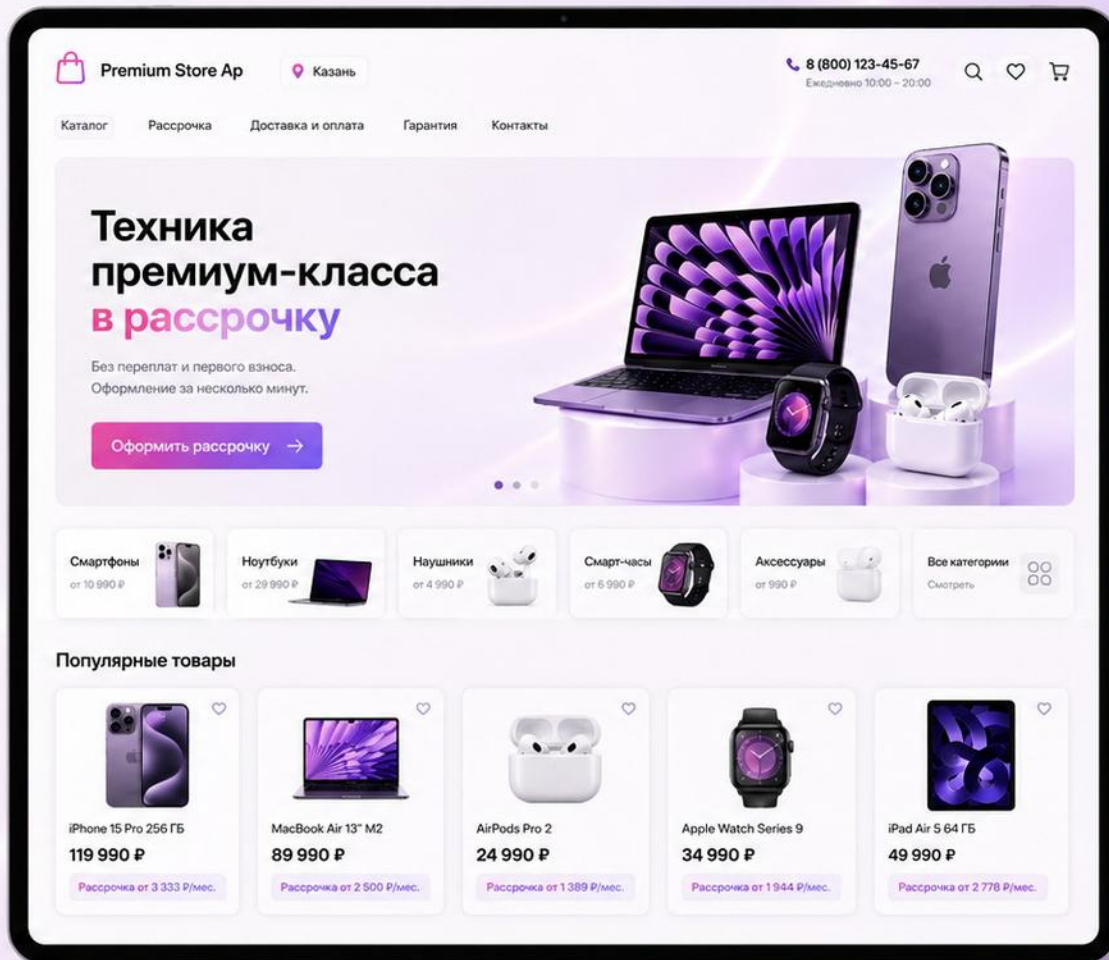 Premium Store Ap
Казань
8 (800) 123-45-67
Ежедневно 10:00 – 20:00
Каталог
Рассрочка
Доставка и оплата
Гарантия
Контакты
Техника
премиум-класса
в рассрочку
Без переплат и первого взноса.
Оформление за несколько минут.
Оформить рассрочку →
Смартфоны
от 10 990 ₽
Ноутбуки
от 29 990 ₽
Наушники
от 4 990 ₽
Смарт-часы
от 6 990 ₽
Аксессуары
от 990 ₽
Все категории
Смотреть
Популярные товары
iPhone 15 Pro 256 ГБ
119 990 ₽
Рассрочка от 3 333 ₽/мес.
MacBook Air 13" M2
89 990 ₽
Рассрочка от 2 500 ₽/мес.
AirPods Pro 2
24 990 ₽
Рассрочка от 1 389 ₽/мес.
Apple Watch Series 9
34 990 ₽
Рассрочка от 1 944 ₽/мес.
iPad Air 5 64 ГБ
49 990 ₽
Рассрочка от 2 778 ₽/мес.